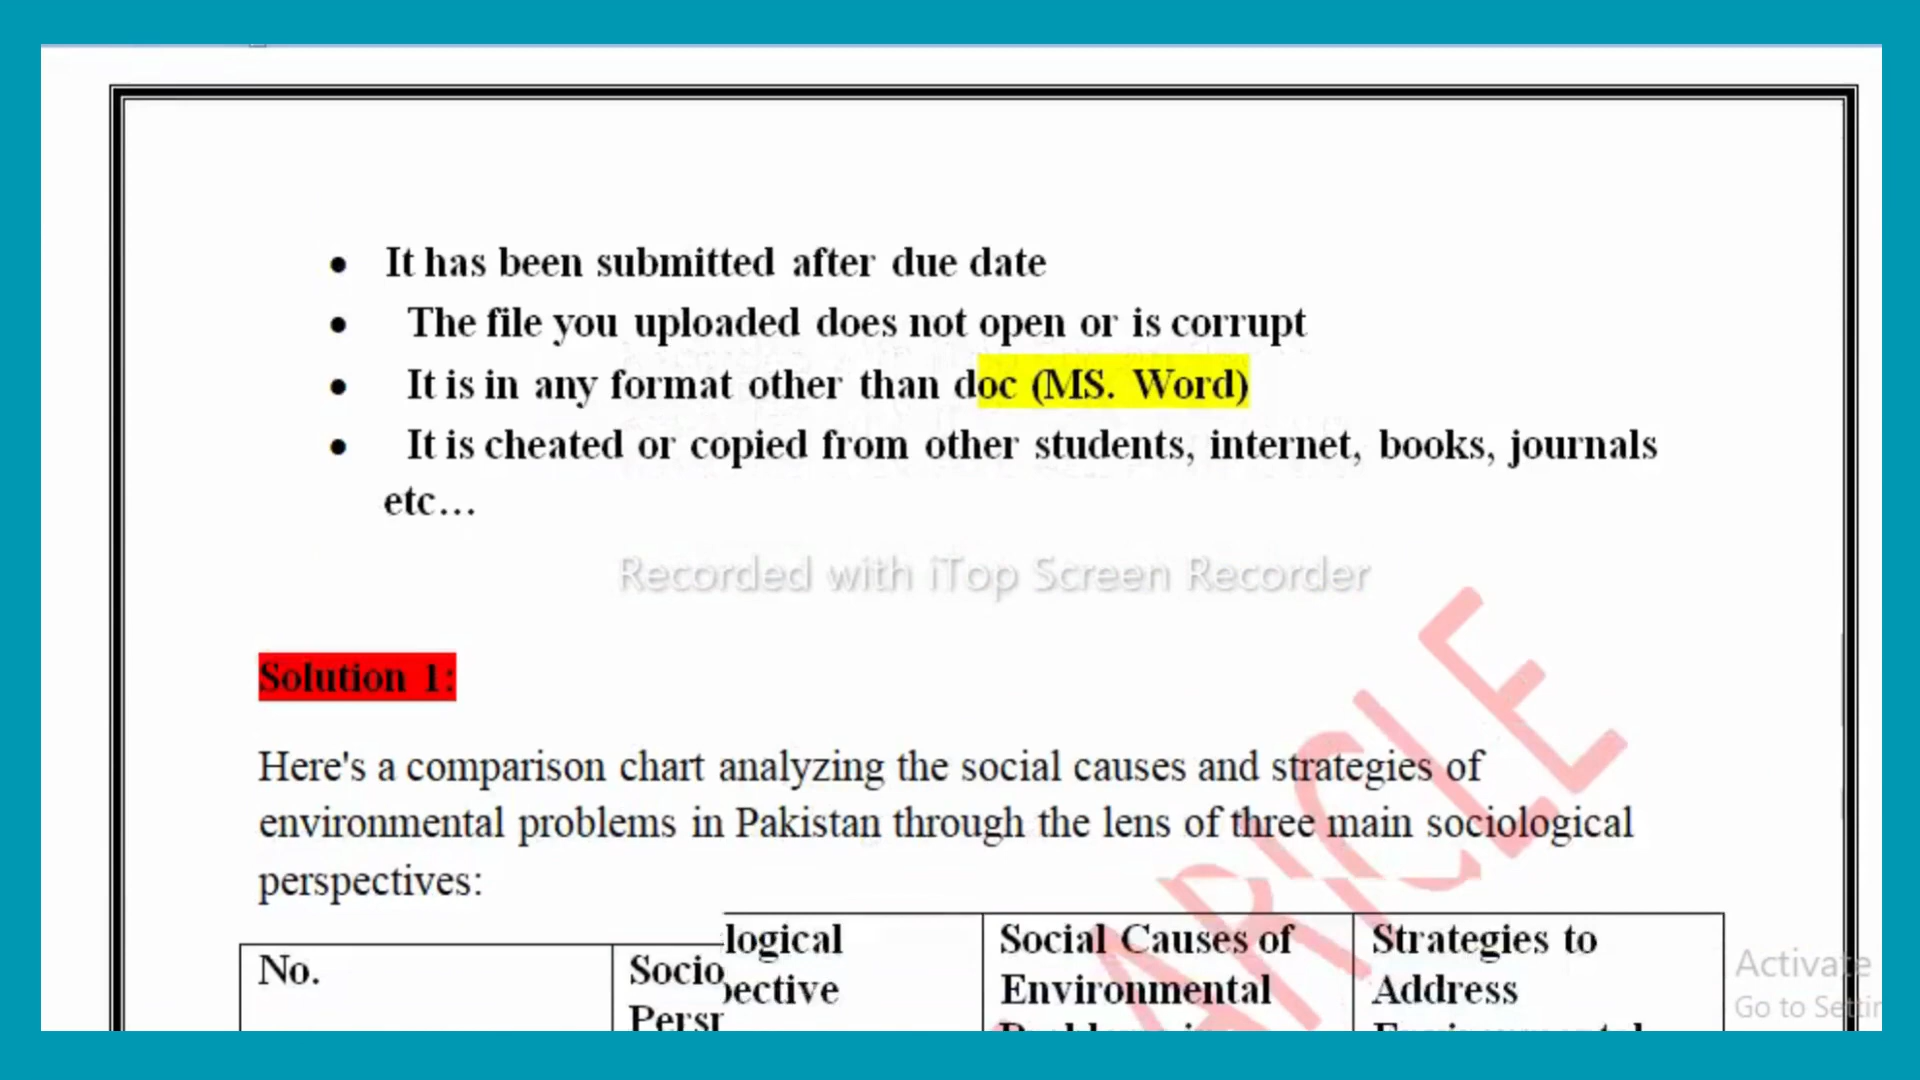 • It has been submitted after due date
• The file you uploaded does not open or is corrupt
• It is in any format other than doc (MS. Word)
• It is cheated or copied from other students, internet, books, journals
etc…
Recorded with iTop Screen Recorder
Solution 1:
Here's a comparison chart analyzing the social causes and strategies of
environmental problems in Pakistan through the lens of three main sociological
perspectives:
No.
Socio logical
Social Causes of
Strategies to
pective
Environmental
Address
Activate
Go to Settin